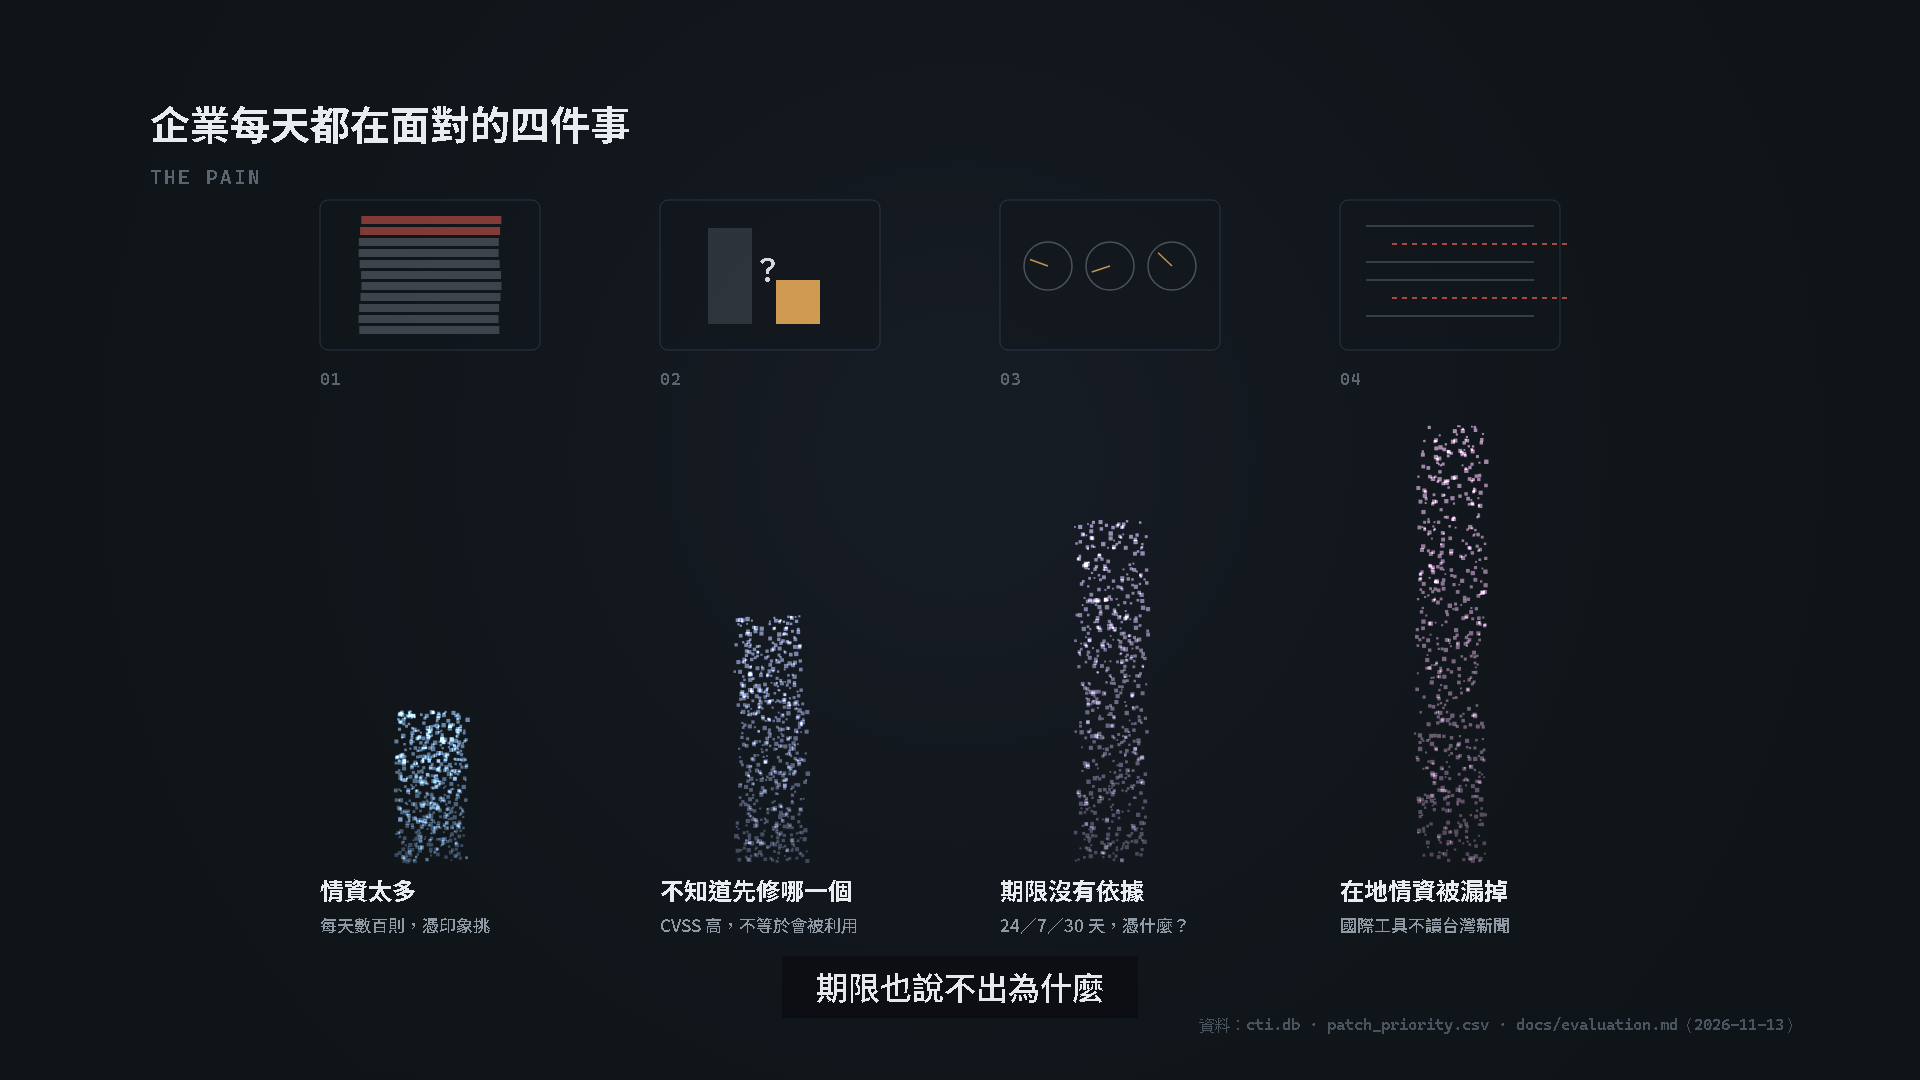 企業每天都在面對的四件事
THE PAIN
?
01
02
03
04
情資太多
每天數百則，憑印象挑
不知道先修哪一個
CVSS 高，不等於會被利用
期限沒有依據
24／7／30 天，憑什麼？
在地情資被漏掉
國際工具不讀台灣新聞
期限也說不出為什麼
資料：cti.db · patch_priority.csv · docs/evaluation.md（2026-11-13）